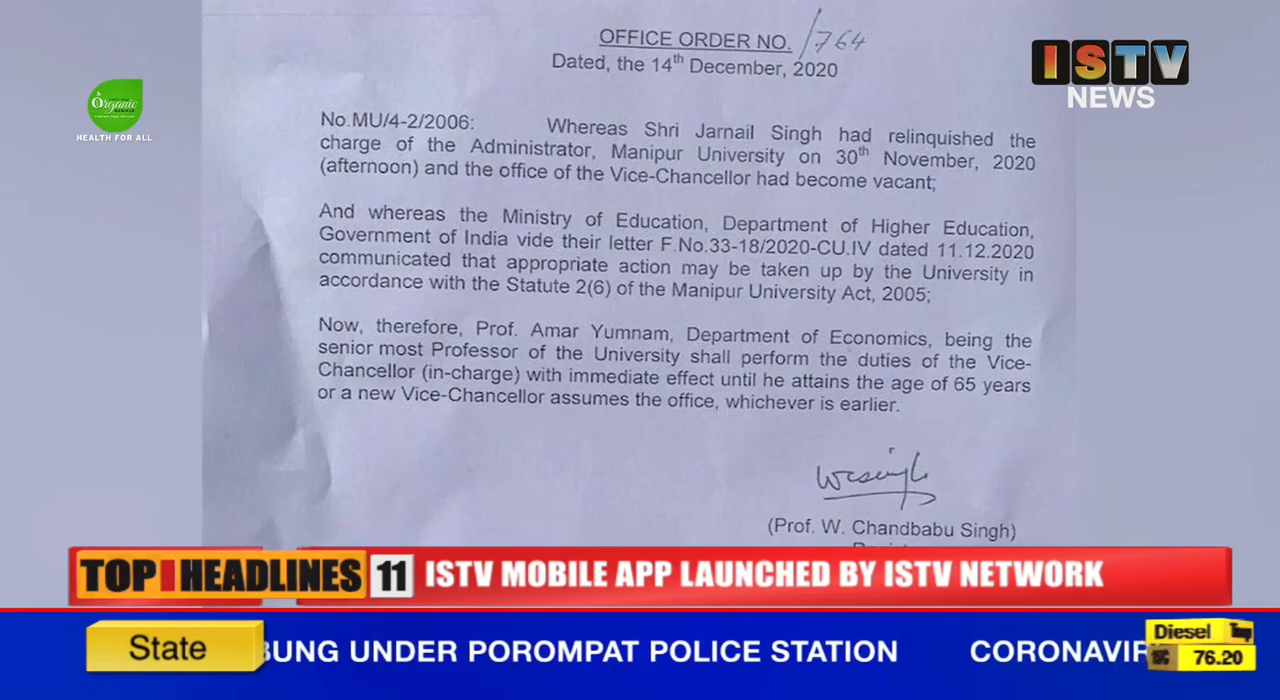 OFFICE ORDER NO. /764
Dated, the 14th December, 2020
ISTV
NEWS
Organic
HEALTH FOR ALL
No.MU/4-2/2006: Whereas Shri Jarnail Singh had relinquished the
charge of the Administrator, Manipur University on 30th November, 2020
(afternoon) and the office of the Vice-Chancellor had become vacant;
And whereas the Ministry of Education, Department of Higher Education,
Government of India vide their letter F.No.33-18/2020-CU.IV dated 11.12.2020
communicated that appropriate action may be taken up by the University in
accordance with the Statute 2(6) of the Manipur University Act, 2005;
Now, therefore, Prof. Amar Yumnam, Department of Economics, being the
senior most Professor of the University shall perform the duties of the Vice-
Chancellor (in-charge) with immediate effect until he attains the age of 65 years
or a new Vice-Chancellor assumes the office, whichever is earlier.
(Prof. W. Chandbabu Singh)
TOP HEADLINES 11 ISTV MOBILE APP LAUNCHED BY ISTV NETWORK
State BUNG UNDER POROMPAT POLICE STATION CORONAVIR
Diesel
76.20